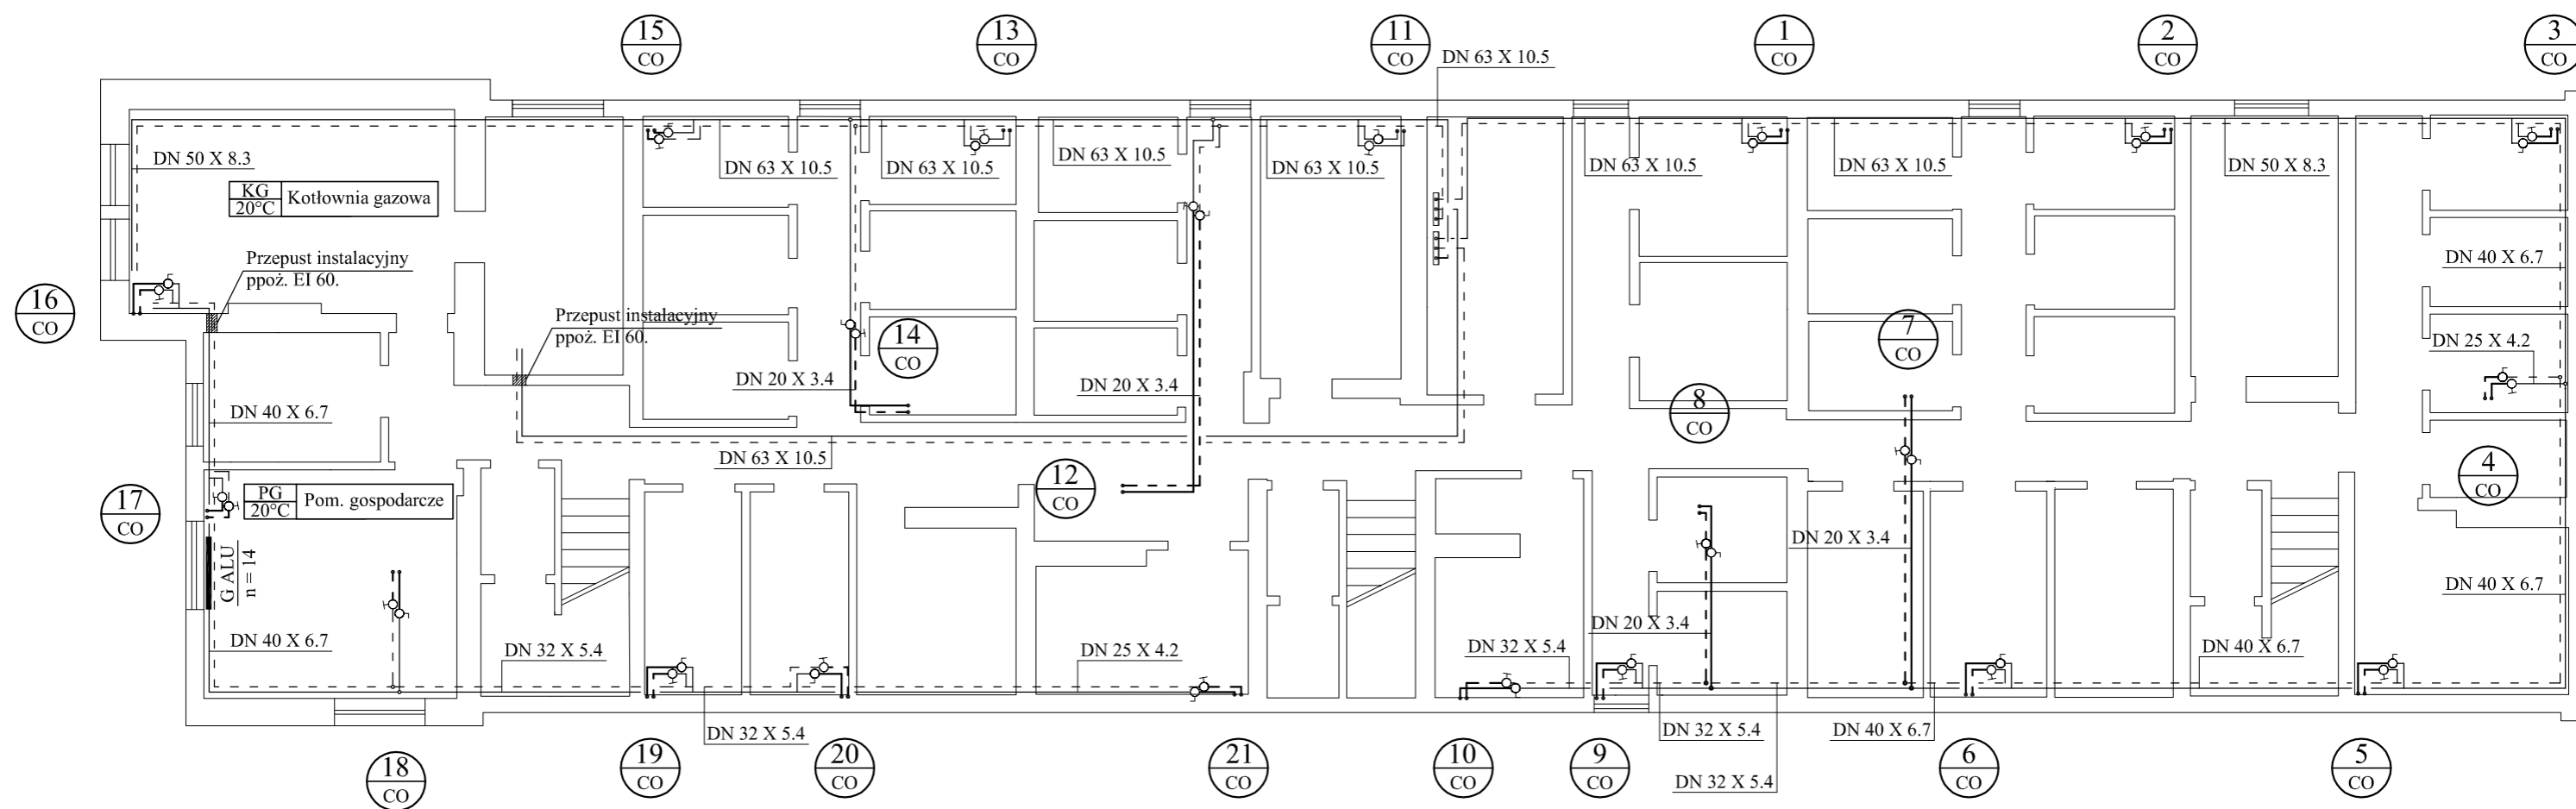 15
CO
13
CO
11
CO
1
CO
2
CO
3
CO
DN 63 X 10.5
DN 50 X 8.3
DN 63 X 10.5
DN 63 X 10.5
DN 63 X 10.5
DN 63 X 10.5
DN 63 X 10.5
DN 63 X 10.5
DN 50 X 8.3
KG
20°C
Kotłownia gazowa
Przepust instalacyjny
ppoż. EI 60.
DN 40 X 6.7
16
CO
Przepust instalacyjny
ppoż. EI 60.
14
CO
7
CO
DN 25 X 4.2
DN 20 X 3.4
DN 20 X 3.4
DN 40 X 6.7
8
CO
DN 63 X 10.5
12
CO
4
CO
17
CO
PG
20°C
Pom. gospodarcze
G ALU
n = 14
DN 20 X 3.4
DN 40 X 6.7
DN 20 X 3.4
DN 40 X 6.7
DN 32 X 5.4
DN 25 X 4.2
DN 32 X 5.4
DN 40 X 6.7
DN 32 X 5.4
DN 32 X 5.4
DN 40 X 6.7
18
CO
19
CO
20
CO
21
CO
10
CO
9
CO
6
CO
5
CO
DN 32 X 5.4